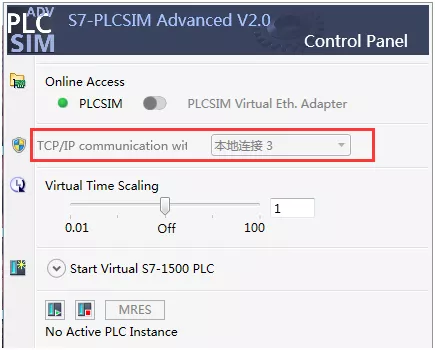 ADV
PLC
SIM
S7-PLCSIM Advanced V2.0
Control Panel
Online Access
PLCSIM PLCSIM Virtual Eth. Adapter
TCP/IP communication wit 本地连接 3
Virtual Time Scaling
1
0.01 Off 100
Start Virtual S7-1500 PLC
MRES
No Active PLC Instance